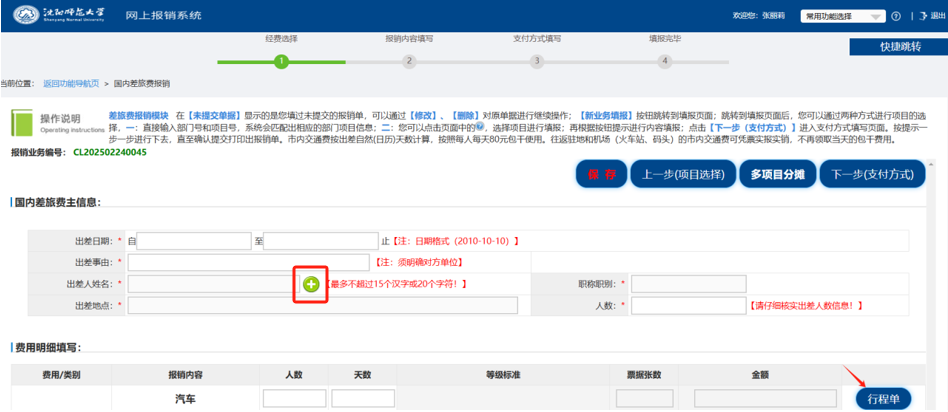 沈阳师范大学
Shenyang Normal University
网上报销系统
欢迎您: 张丽莉
常用功能选择
退出
经费选择
报销内容填写
支付方式填写
填报完毕
快捷跳转
1
2
3
4
当前位置: 返回功能导航页 > 国内差旅费报销
操作说明
Operating instructions
差旅费报销模块 在【未提交单据】显示的是您填过未提交的报销单, 可以通过【修改】、【删除】对原单据进行继续操作;【新业务填报】按钮跳转到填报页面; 跳转到填报页面后, 您可以通过两种方式进行项目的选
择, 一: 直接输入部门号和项目号, 系统会匹配出相应的部门项目信息; 二: 您可以点击页面中的, 选择项目进行填报; 再根据按钮提示进行内容填报; 点击【下一步(支付方式)】进入支付方式填写页面。按提示一
步一步进行下去, 直至确认提交打印出报销单。市内交通费按出差自然(日历)天数计算, 按照每人每天80元包干使用。往返驻地和机场(火车站、码头)的市内交通费可凭票据实报实销, 不再领取当天的包干费用。
报销业务编号: CL202502240045
保 存
上一步(项目选择)
多项目分摊
下一步(支付方式)
国内差旅费主信息:
出差日期: * 自 至 止【注: 日期格式 (2010-10-10) 】
出差事由: * 【注: 须明确对方单位】
出差人姓名: * 【最多不超过15个汉字或20个字符! 】 职称职别: *
出差地点: * 人数: * 【请仔细核实出差人数信息! 】
费用明细填写:
费用/类别 报销内容 人数 天数 等级标准 票据张数 金额
汽车 行程单